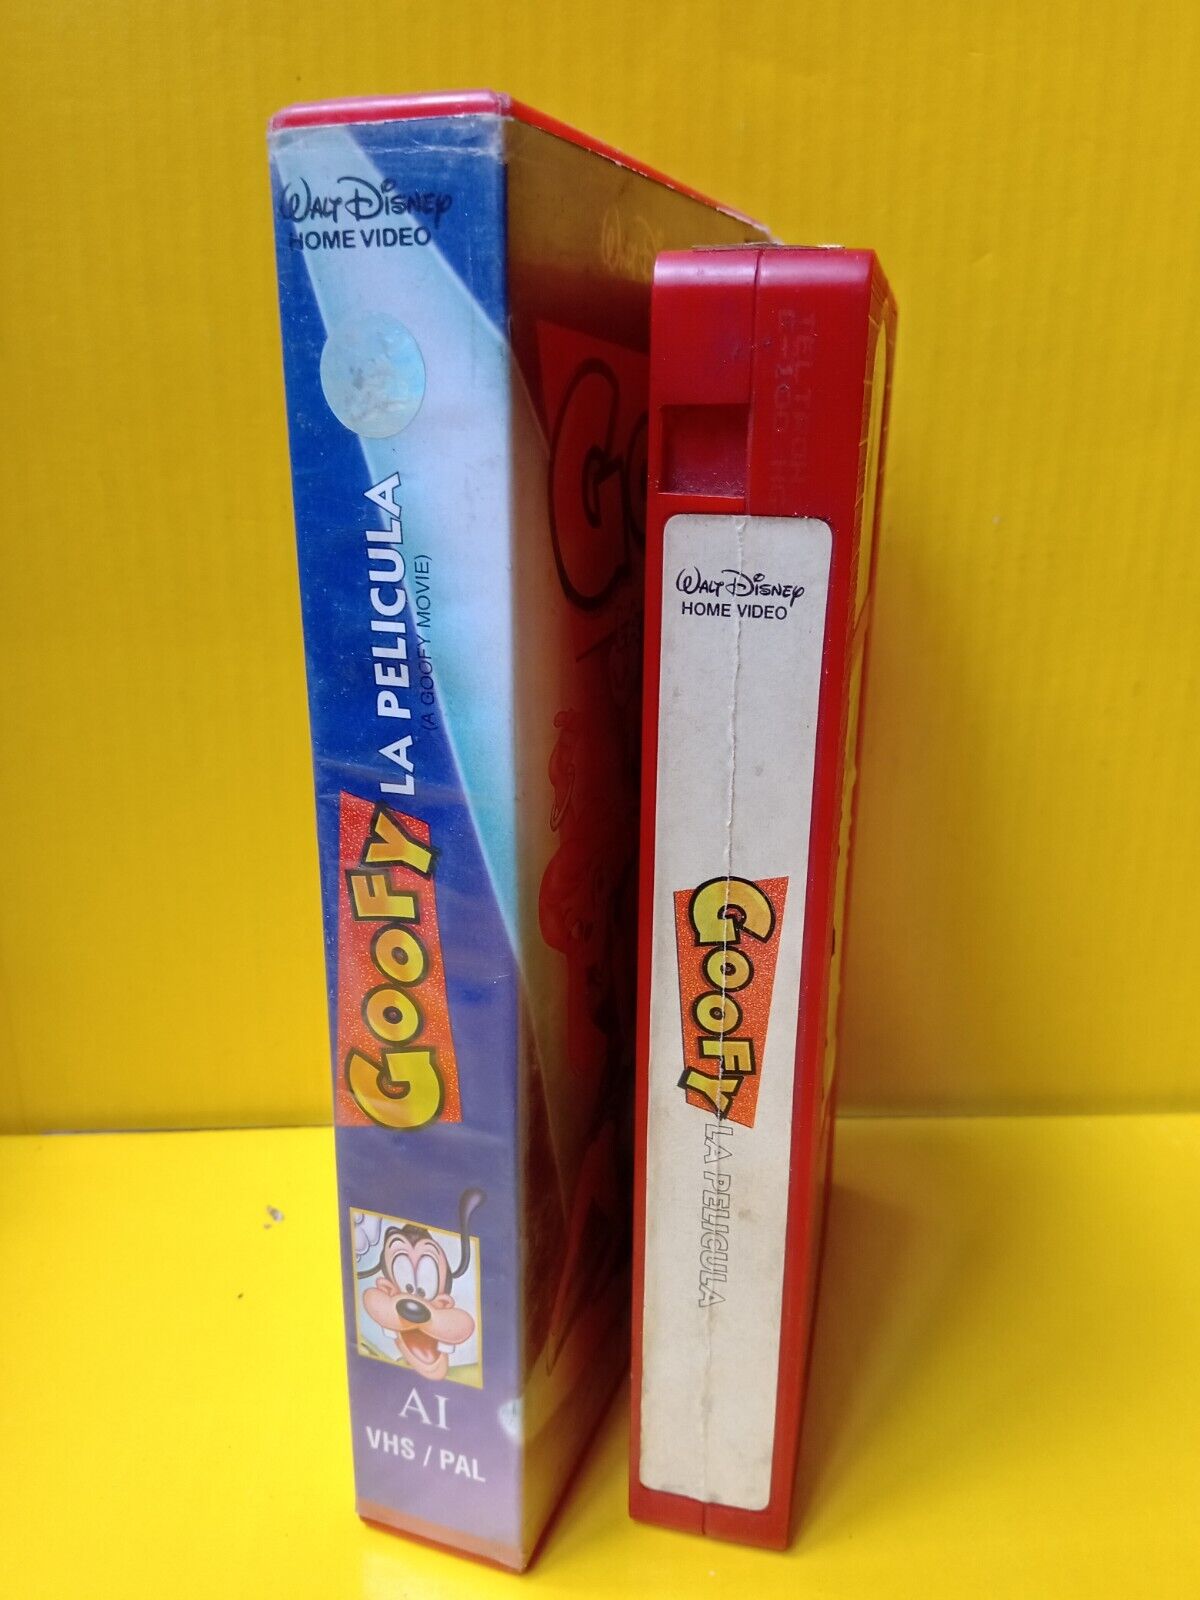 WALT DISNEY
HOME VIDEO
GOOFY LA PELICULA
(A GOOFY MOVIE)
AI
VHS / PAL
GO
WALT DISNEY
HOME VIDEO
GOOFY LA PELICULA